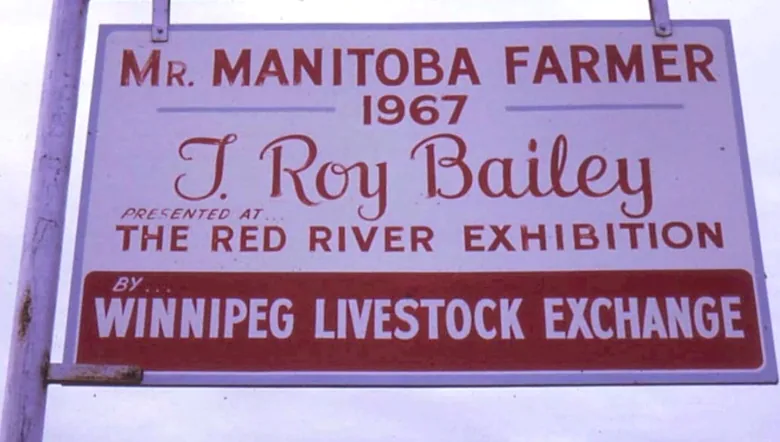 MR. MANITOBA FARMER
1967
J. Roy Bailey
PRESENTED AT...
THE RED RIVER EXHIBITION
BY...
WINNIPEG LIVESTOCK EXCHANGE